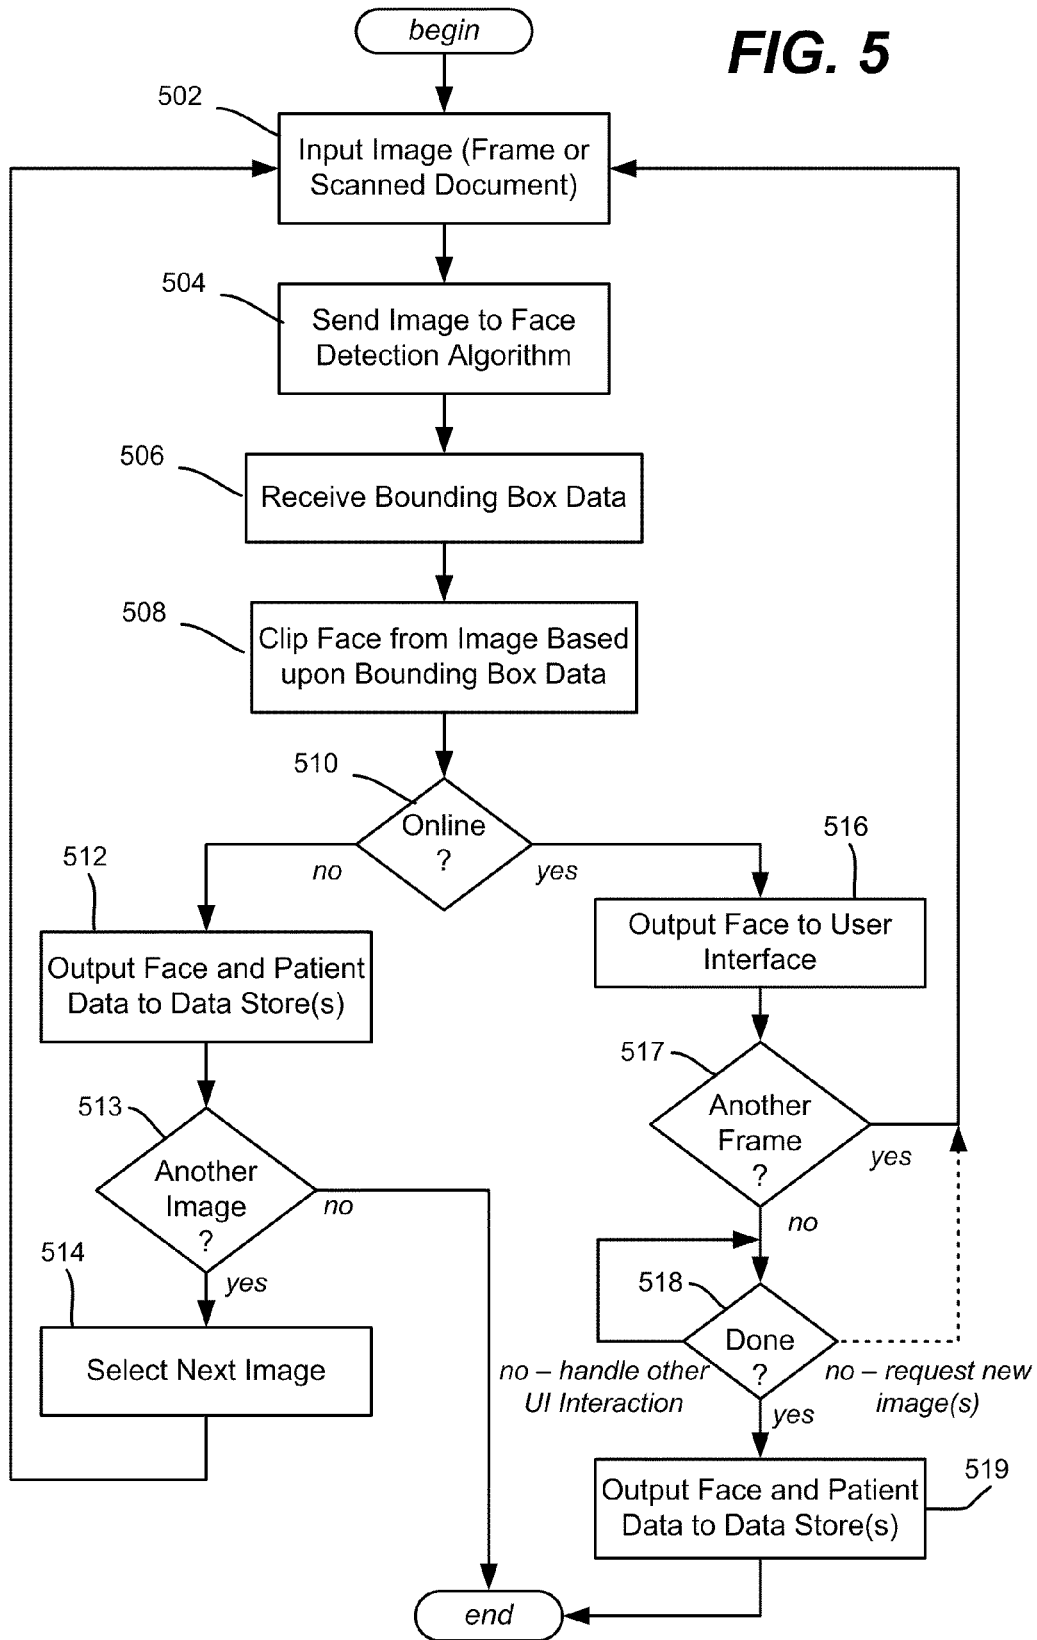 begin
FIG. 5
502
Input Image (Frame or
Scanned Document)
504
Send Image to Face
Detection Algorithm
506
Receive Bounding Box Data
508
Clip Face from Image Based
upon Bounding Box Data
510
Online
?
no
yes
512
Output Face and Patient
Data to Data Store(s)
516
Output Face to User
Interface
513
Another
Image
?
no
yes
517
Another
Frame
?
yes
no
514
Select Next Image
518
Done
?
no – handle other
UI Interaction
no – request new
image(s)
yes
519
Output Face and Patient
Data to Data Store(s)
end